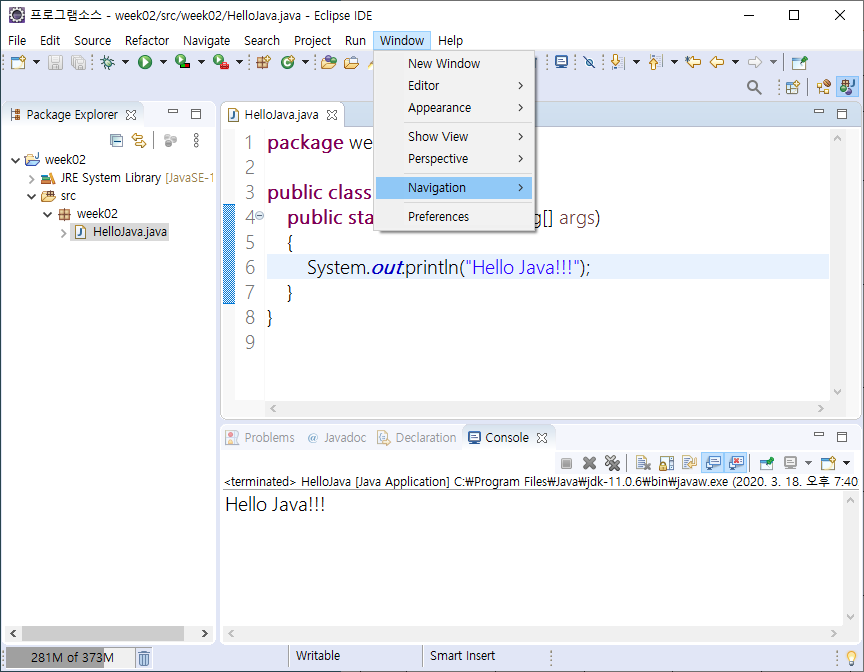 프로그램소스 - week02/src/week02/HelloJava.java - Eclipse IDE
File Edit Source Refactor Navigate Search Project Run Window Help
New Window
Editor
Appearance
Show View
Perspective
Navigation
Preferences
Package Explorer
week02
JRE System Library [JavaSE-1
src
week02
HelloJava.java
HelloJava.java
1 package we
2
3 public class
4 public sta g[] args)
5 {
6 System.out.println("Hello Java!!!");
7 }
8 }
9
Problems @ Javadoc Declaration Console
<terminated> HelloJava [Java Application] C:₩Program Files₩Java₩jdk-11.0.6₩bin₩javaw.exe (2020. 3. 18. 오후 7:40
Hello Java!!!
281M of 373M Writable Smart Insert